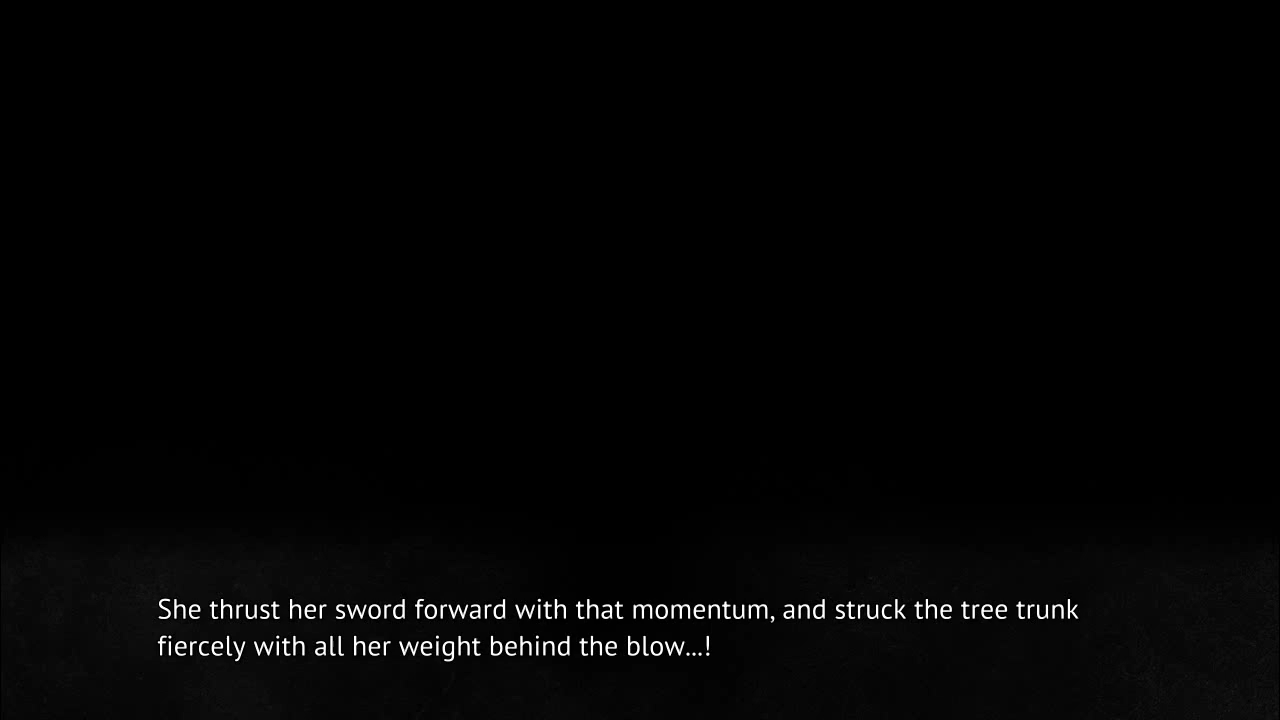 She thrust her sword forward with that momentum, and struck the tree trunk
fiercely with all her weight behind the blow...!